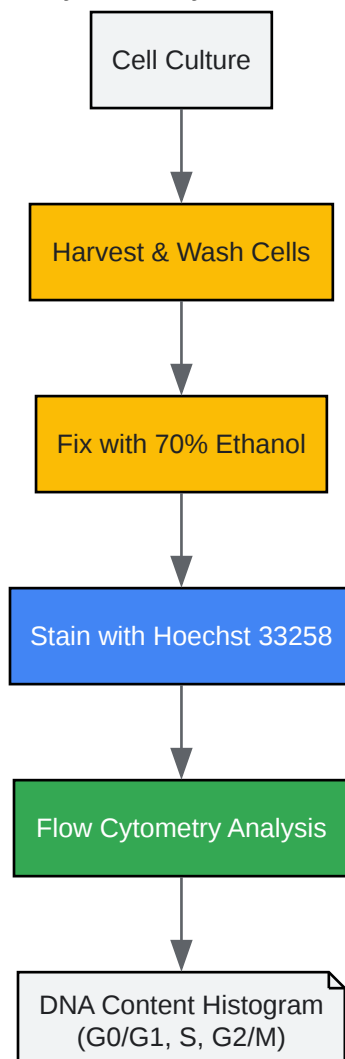 Cell Culture
Harvest & Wash Cells
Fix with 70% Ethanol
Stain with Hoechst 33258
Flow Cytometry Analysis
DNA Content Histogram
(G0/G1, S, G2/M)